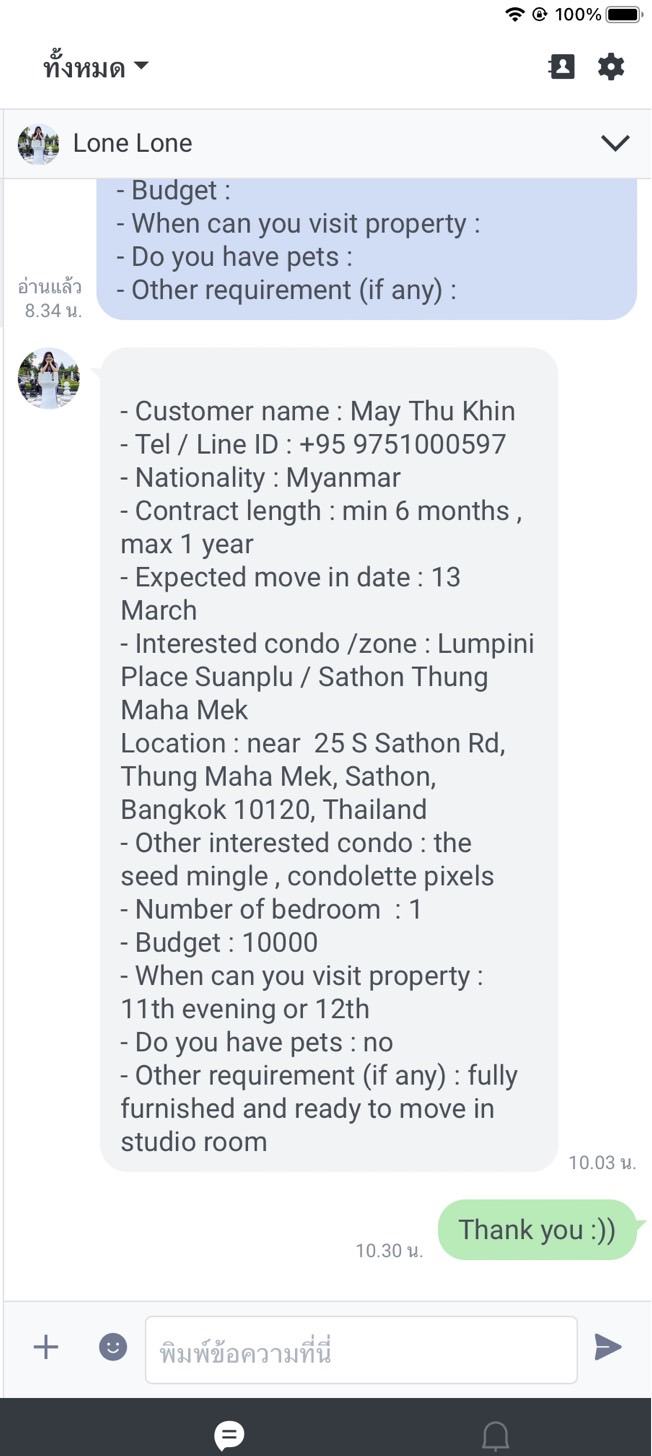 100%
ทั้งหมด
Lone Lone
- Budget :
- When can you visit property :
- Do you have pets :
- Other requirement (if any) :
อ่านแล้ว
8.34 น.
- Customer name : May Thu Khin
- Tel / Line ID : +95 9751000597
- Nationality : Myanmar
- Contract length : min 6 months ,
max 1 year
- Expected move in date : 13
March
- Interested condo /zone : Lumpini
Place Suanplu / Sathon Thung
Maha Mek
Location : near  25 S Sathon Rd,
Thung Maha Mek, Sathon,
Bangkok 10120, Thailand
- Other interested condo : the
seed mingle , condolette pixels
- Number of bedroom  : 1
- Budget : 10000
- When can you visit property :
11th evening or 12th
- Do you have pets : no
- Other requirement (if any) : fully
furnished and ready to move in
studio room
10.03 น.
Thank you :))
10.30 น.
พิมพ์ข้อความที่นี่